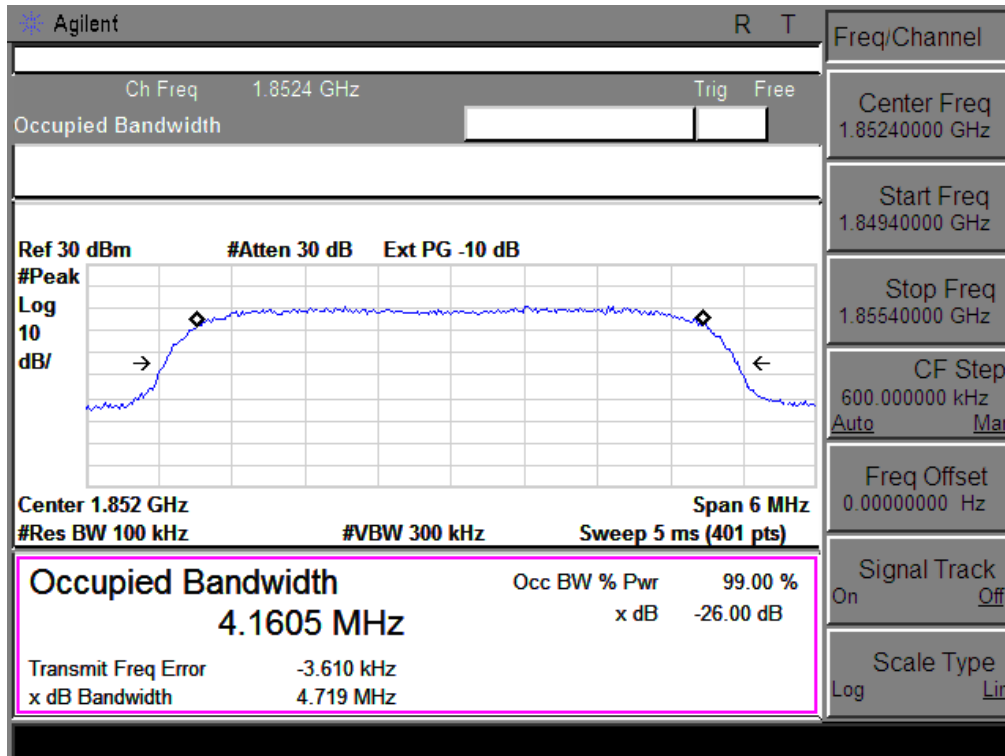 Agilent R T
Ch Freq 1.8524 GHz Trig Free
Occupied Bandwidth
Ref 30 dBm #Atten 30 dB Ext PG -10 dB
#Peak
Log
10
dB/
Center 1.852 GHz Span 6 MHz
#Res BW 100 kHz #VBW 300 kHz Sweep 5 ms (401 pts)
Occupied Bandwidth Occ BW % Pwr 99.00 %
4.1605 MHz x dB -26.00 dB
Transmit Freq Error -3.610 kHz
x dB Bandwidth 4.719 MHz
Freq/Channel
Center Freq
1.85240000 GHz
Start Freq
1.84940000 GHz
Stop Freq
1.85540000 GHz
CF Step
600.000000 kHz
Auto Man
Freq Offset
0.00000000 Hz
Signal Track
On Off
Scale Type
Log Lin